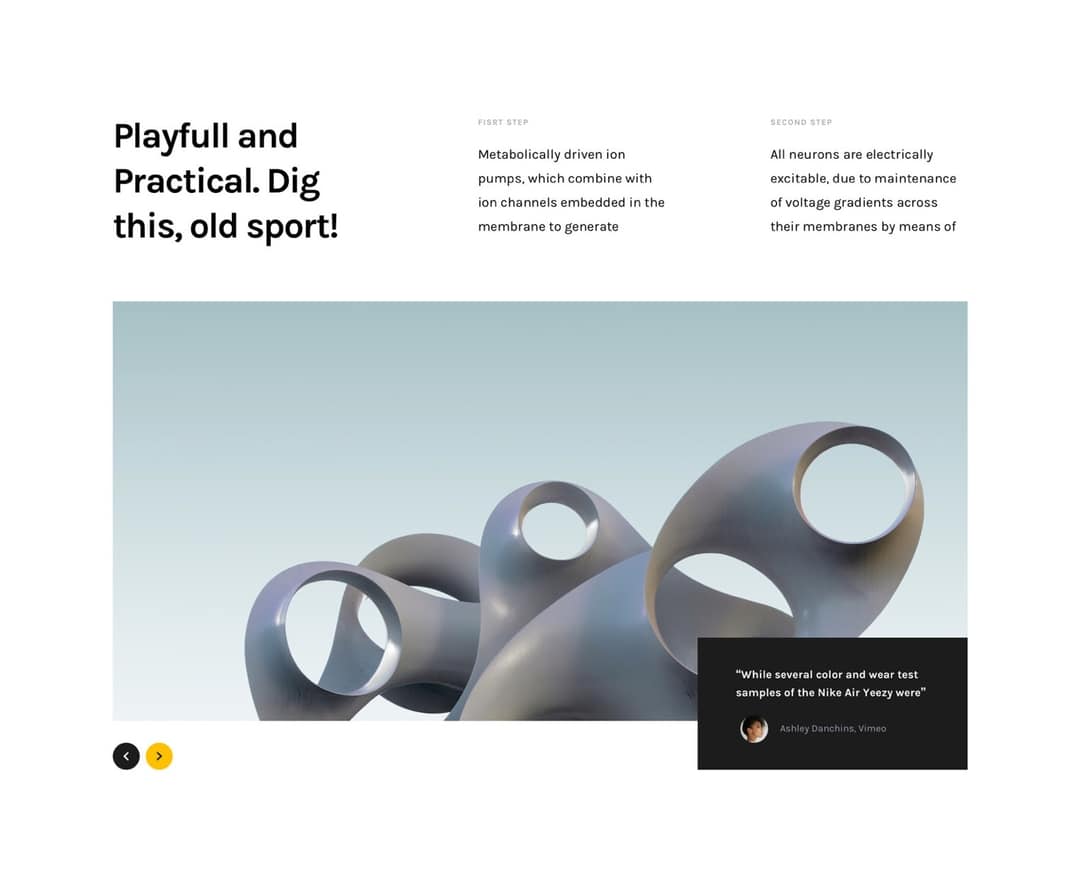 Playfull and
Practical. Dig
this, old sport!
FISRT STEP
Metabolically driven ion
pumps, which combine with
ion channels embedded in the
membrane to generate
SECOND STEP
All neurons are electrically
excitable, due to maintenance
of voltage gradients across
their membranes by means of
“While several color and wear test
samples of the Nike Air Yeezy were”
Ashley Danchins, Vimeo